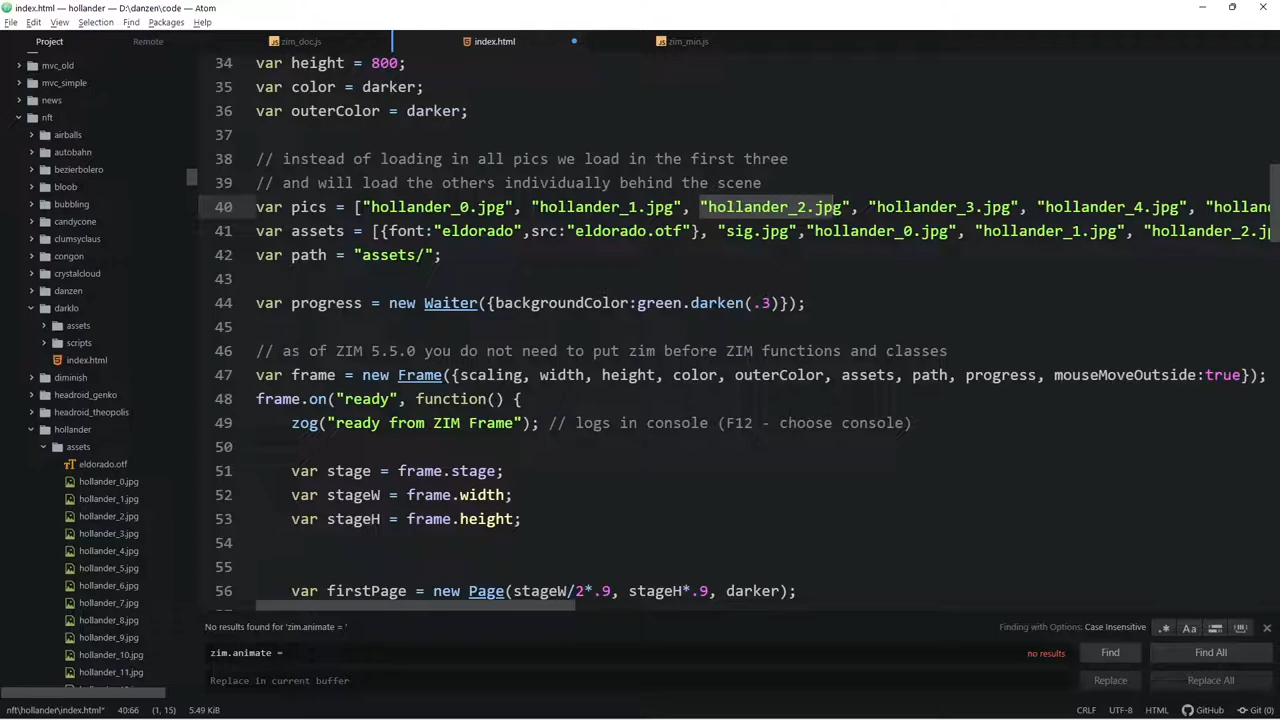 index.html — hollander — D:\danzen\code — Atom
File Edit View Selection Find Packages Help
Project Remote zim_doc.js index.html zim_min.js
mvc_old
mvc_simple
news
nft
airballs
autobahn
bezierbolero
bloob
candycone
clumsyclaus
congon
crystalcloud
danzen
darklo
assets
scripts
index.html
diminish
headroid_genko
headroid_theopolis
hollander
assets
eldorado.otf
hollander_0.jpg
hollander_1.jpg
hollander_2.jpg
hollander_3.jpg
hollander_4.jpg
hollander_5.jpg
hollander_6.jpg
hollander_7.jpg
hollander_8.jpg
hollander_9.jpg
hollander_10.jpg
hollander_11.jpg
34 var height = 800;
35 var color = darker;
36 var outerColor = darker;
37
38 // instead of loading in all pics we load in the first three
39 // and will load the others individually behind the scene
40 var pics = ["hollander_0.jpg", "hollander_1.jpg", "hollander_2.jpg", "hollander_3.jpg", "hollander_4.jpg", "hollan
41 var assets = [{font:"eldorado",src:"eldorado.otf"}, "sig.jpg","hollander_0.jpg", "hollander_1.jpg", "hollander_2.jp
42 var path = "assets/";
43
44 var progress = new Waiter({backgroundColor:green.darken(.3)});
45
46 // as of ZIM 5.5.0 you do not need to put zim before ZIM functions and classes
47 var frame = new Frame({scaling, width, height, color, outerColor, assets, path, progress, mouseMoveOutside:true});
48 frame.on("ready", function() {
49 zog("ready from ZIM Frame"); // logs in console (F12 - choose console)
50
51 var stage = frame.stage;
52 var stageW = frame.width;
53 var stageH = frame.height;
54
55
56 var firstPage = new Page(stageW/2*.9, stageH*.9, darker);
No results found for 'zim.animate = ' Finding with Options: Case Insensitive .* Aa
zim.animate = no results Find Find All
Replace in current buffer Replace Replace All
nft\hollander\index.html* 40:66 (1, 15) 5.49 KiB CRLF UTF-8 HTML GitHub Git (0)